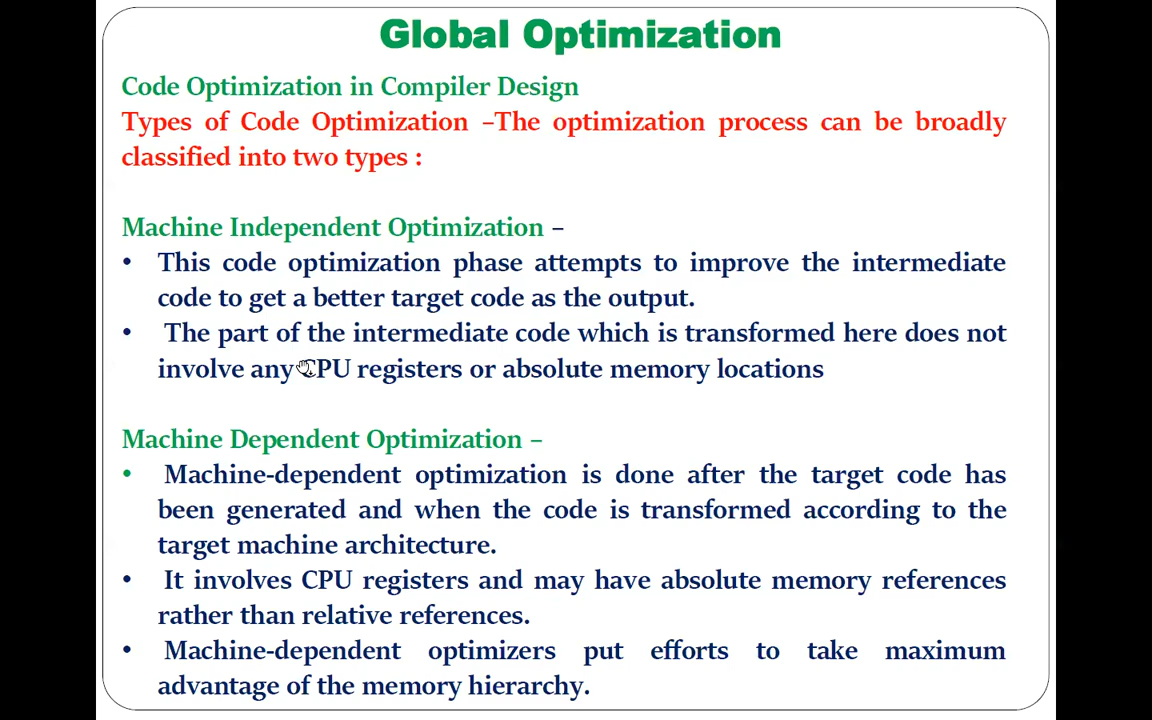 Global Optimization
Code Optimization in Compiler Design
Types of Code Optimization –The optimization process can be broadly
classified into two types :
Machine Independent Optimization –
• This code optimization phase attempts to improve the intermediate
code to get a better target code as the output.
• The part of the intermediate code which is transformed here does not
involve any CPU registers or absolute memory locations
Machine Dependent Optimization –
• Machine-dependent optimization is done after the target code has
been generated and when the code is transformed according to the
target machine architecture.
• It involves CPU registers and may have absolute memory references
rather than relative references.
• Machine-dependent optimizers put efforts to take maximum
advantage of the memory hierarchy.